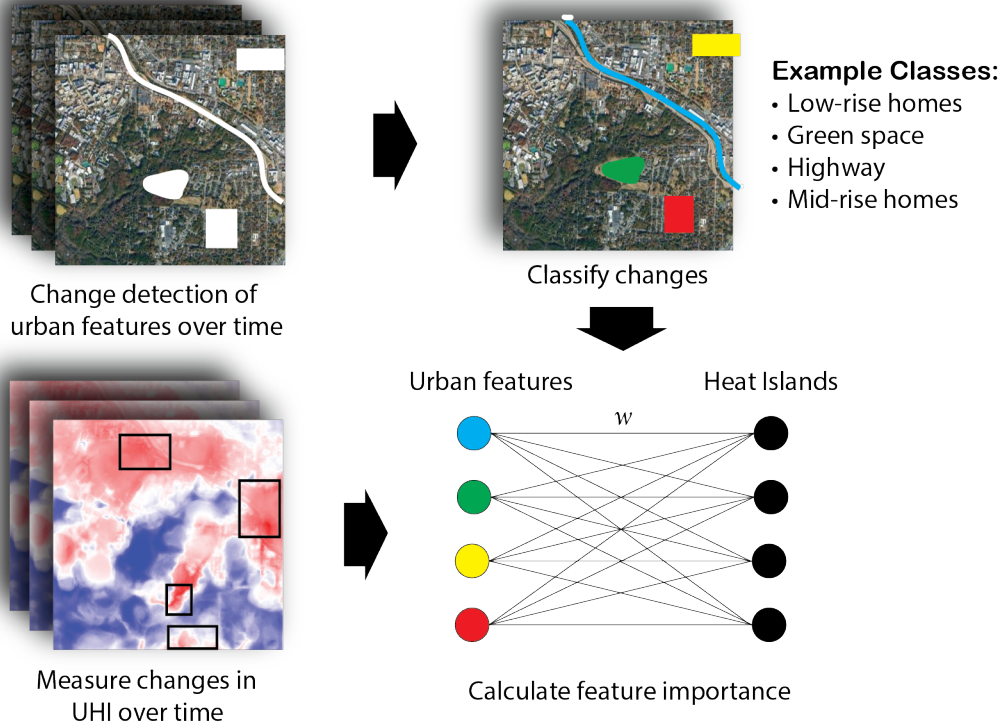 Example Classes:
• Low-rise homes
• Green space
• Highway
• Mid-rise homes
Change detection of
urban features over time
Classify changes
Urban features
Heat Islands
w
Measure changes in
UHI over time
Calculate feature importance